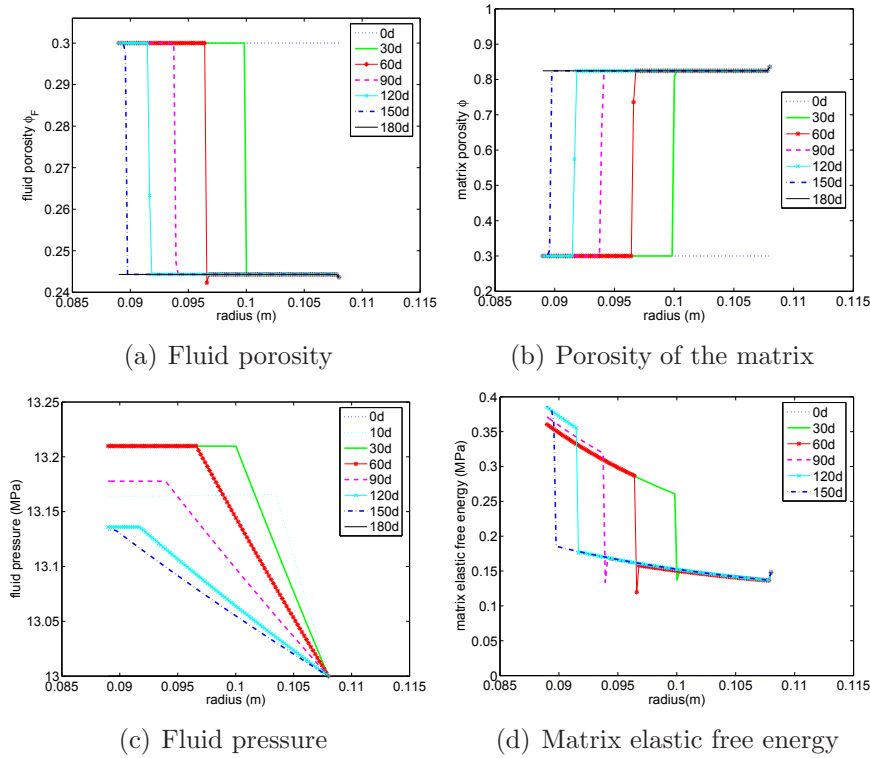 0.3
0.29
0.28
0.27
0.26
0.25
0.24
fluid porosity ϕF
0d
30d
60d
90d
120d
150d
180d
0.085 0.09 0.095 0.1 0.105 0.11 0.115
radius (m)
(a) Fluid porosity
1
0.9
0.8
0.7
0.6
0.5
0.4
0.3
0.2
0.1
matrix porosity ϕ
0d
30d
60d
90d
120d
150d
180d
0.085 0.09 0.095 0.1 0.105 0.11 0.115
radius (m)
(b) Porosity of the matrix
13.25
13.2
13.15
13.1
13.05
13
fluid pressure (MPa)
0d
10d
30d
60d
90d
120d
150d
180d
0.085 0.09 0.095 0.1 0.105 0.11 0.115
radius (m)
(c) Fluid pressure
0.4
0.35
0.3
0.25
0.2
0.15
0.1
0.05
0
matrix elastic free energy (MPa)
0d
30d
60d
90d
120d
150d
0.085 0.09 0.095 0.1 0.105 0.11 0.115
radius(m)
(d) Matrix elastic free energy